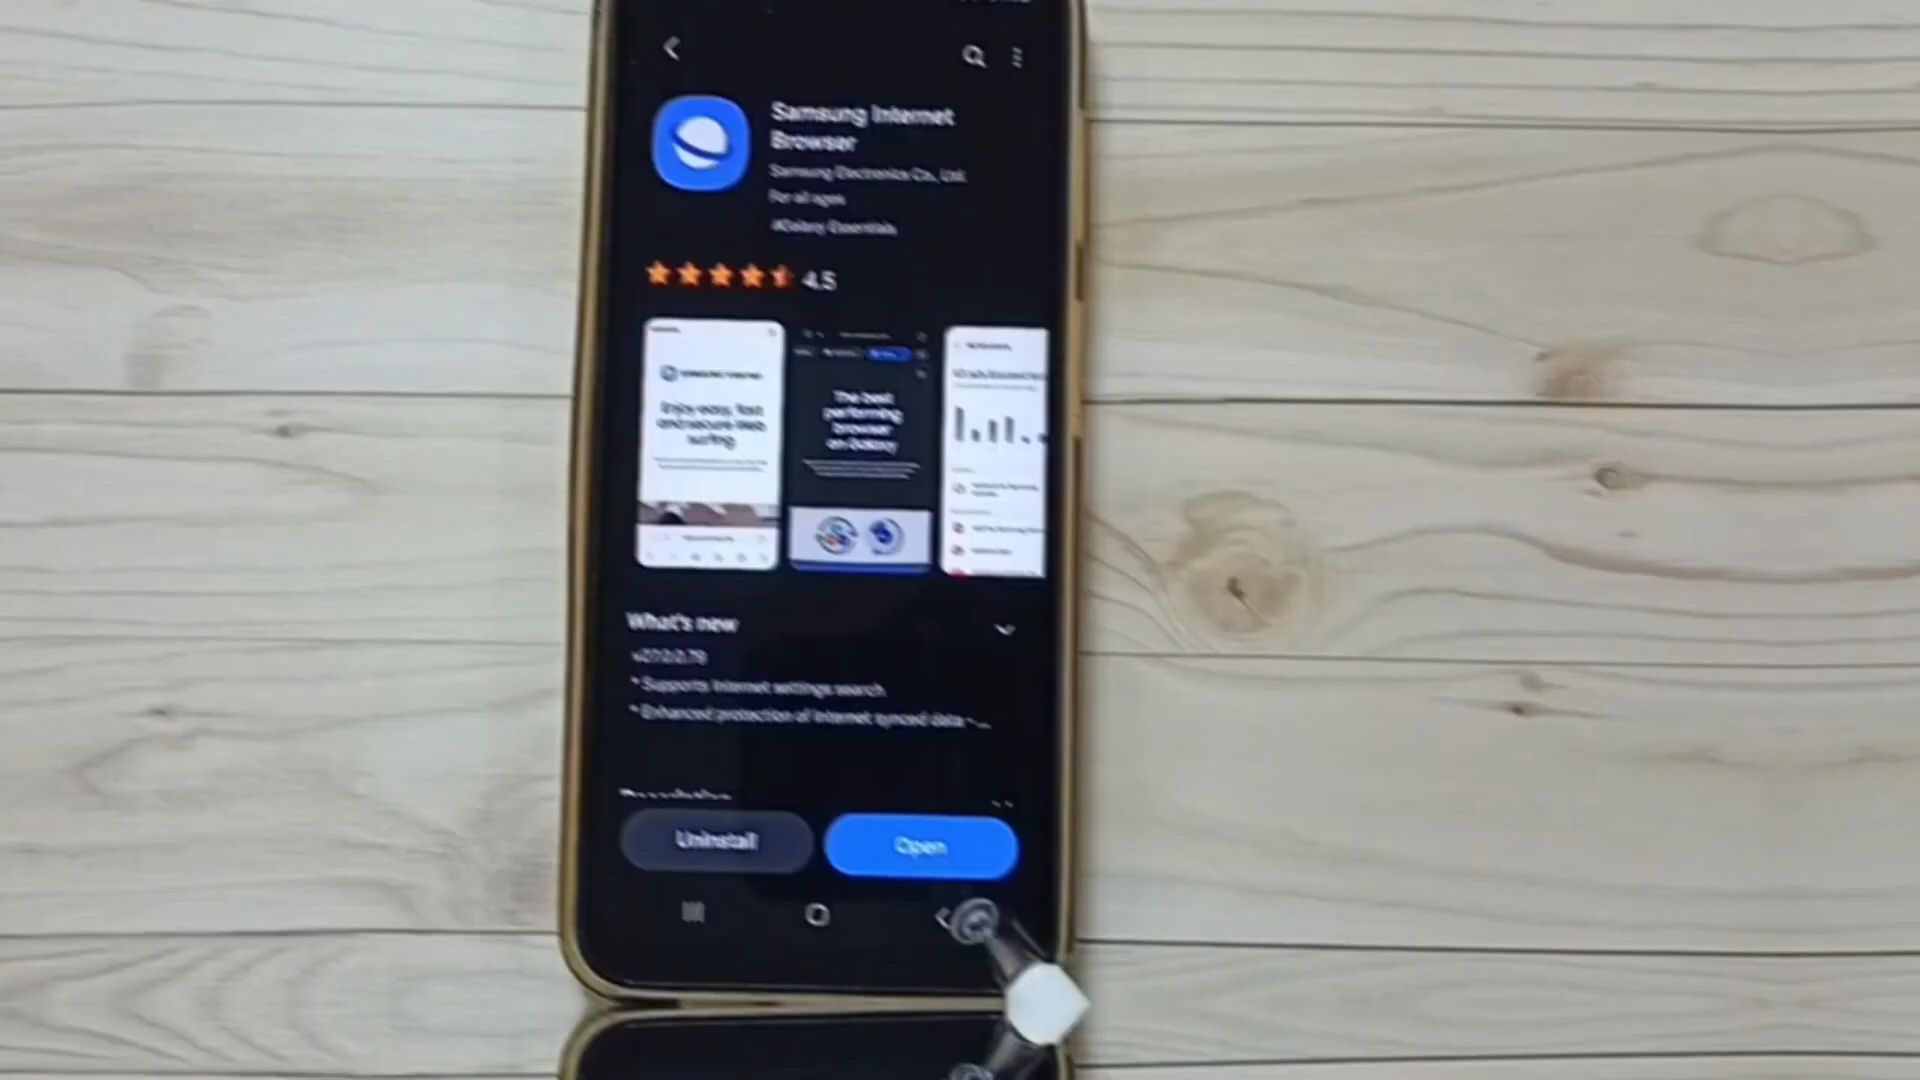 Samsung Internet
Browser
Samsung Electronics Co., Ltd.
For all ages
#Galaxy Essentials
4.5
Enjoy easy, fast
and secure Web
surfing
The best
performing
browser
on Galaxy
What's new
* Supports Internet settings search
* Enhanced protection of Internet synced data - ...
Description
Uninstall
Open